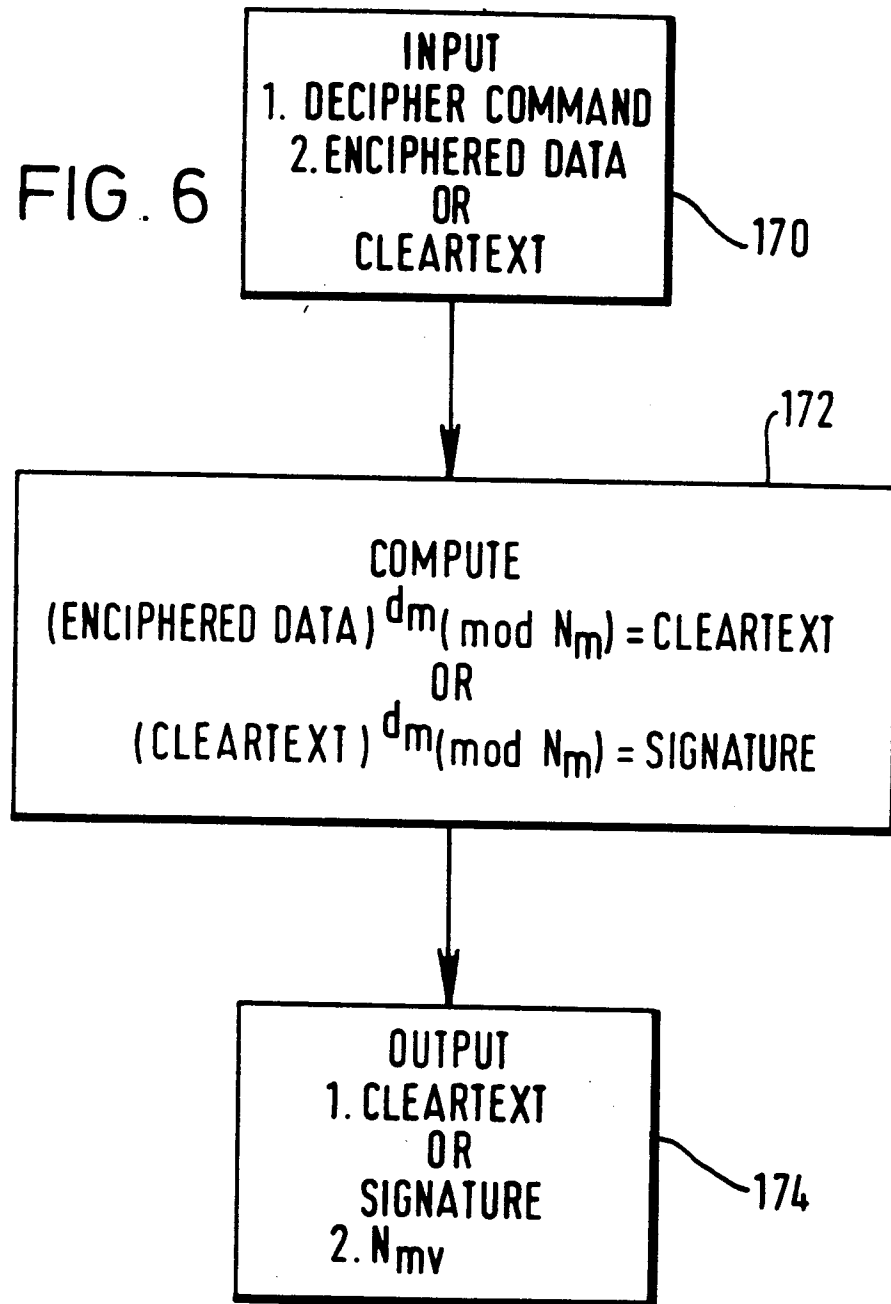 FIG. 6
INPUT
1. DECIPHER COMMAND
2. ENCIPHERED DATA
OR
CLEARTEXT
170
172
COMPUTE
(ENCIPHERED DATA)^dm (mod Nm) = CLEARTEXT
OR
(CLEARTEXT)^dm (mod Nm) = SIGNATURE
OUTPUT
1. CLEARTEXT
OR
SIGNATURE
2. Nmv
174